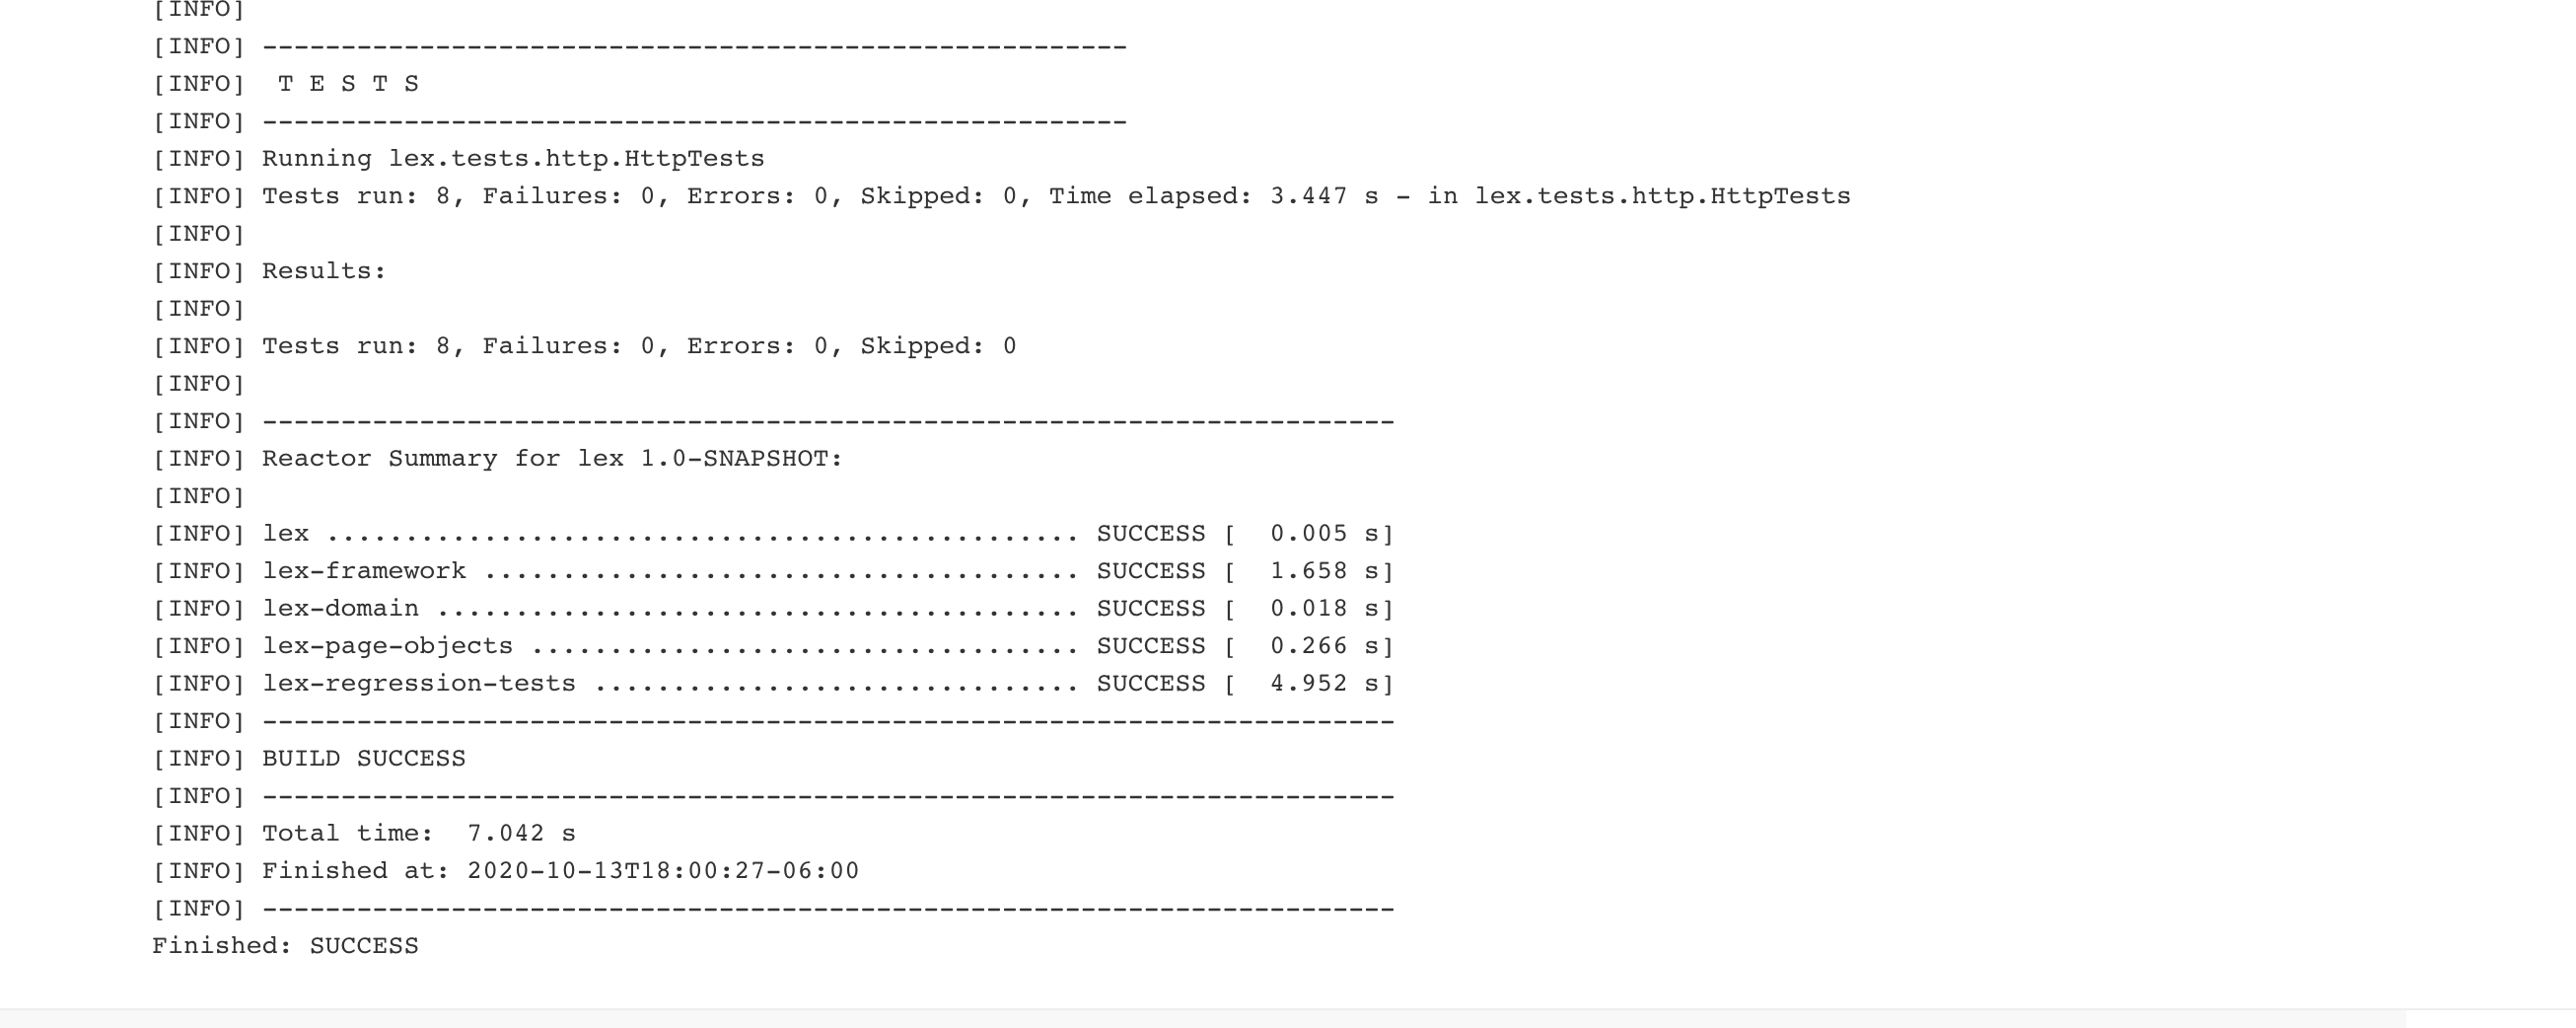 [INFO]
[INFO] -------------------------------------------------------
[INFO]  T E S T S
[INFO] -------------------------------------------------------
[INFO] Running lex.tests.http.HttpTests
[INFO] Tests run: 8, Failures: 0, Errors: 0, Skipped: 0, Time elapsed: 3.447 s - in lex.tests.http.HttpTests
[INFO]
[INFO] Results:
[INFO]
[INFO] Tests run: 8, Failures: 0, Errors: 0, Skipped: 0
[INFO]
[INFO] ------------------------------------------------------------------------
[INFO] Reactor Summary for lex 1.0-SNAPSHOT:
[INFO]
[INFO] lex ................................................ SUCCESS [  0.005 s]
[INFO] lex-framework ...................................... SUCCESS [  1.658 s]
[INFO] lex-domain ......................................... SUCCESS [  0.018 s]
[INFO] lex-page-objects ................................... SUCCESS [  0.266 s]
[INFO] lex-regression-tests ............................... SUCCESS [  4.952 s]
[INFO] ------------------------------------------------------------------------
[INFO] BUILD SUCCESS
[INFO] ------------------------------------------------------------------------
[INFO] Total time:  7.042 s
[INFO] Finished at: 2020-10-13T18:00:27-06:00
[INFO] ------------------------------------------------------------------------
Finished: SUCCESS